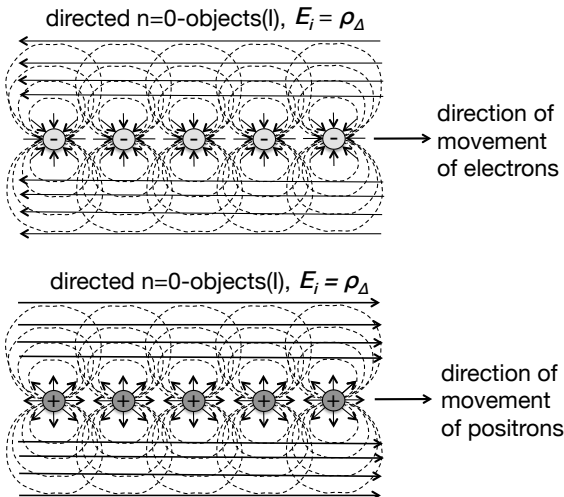 directed n=0-objects(I), E_i = ρ_Δ
- - - - -
direction of
movement
of electrons
directed n=0-objects(I), E_i = ρ_Δ
+ + + + +
direction of
movement
of positrons